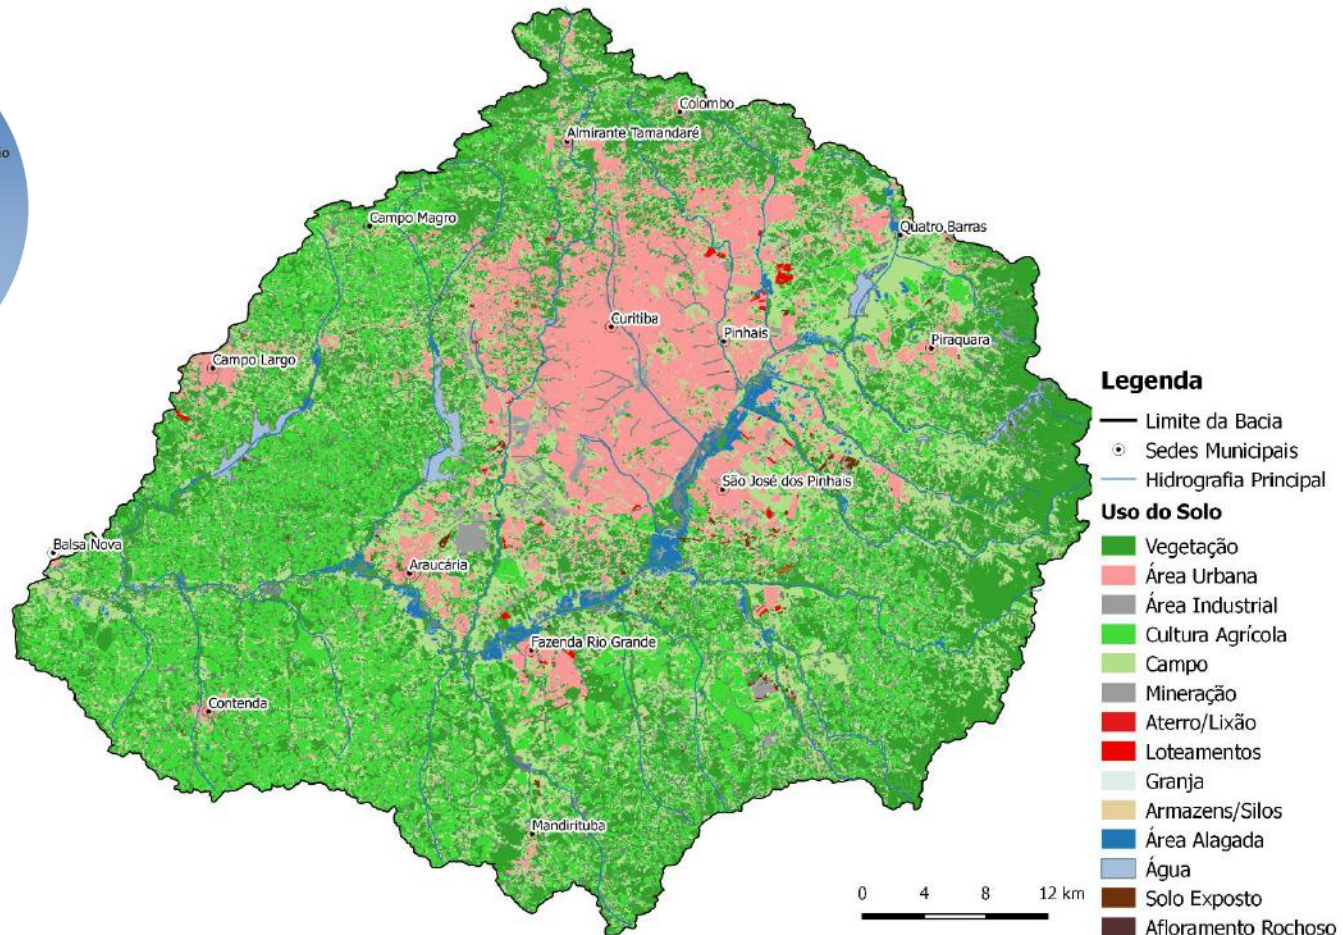 Colombo
Almirante Tamandaré
Campo Magro
Quatro Barras
Curitiba
Pinhais
Piraquara
Campo Largo
São José dos Pinhais
Balsa Nova
Araucária
Fazenda Rio Grande
Contenda
Mandirituba
0 4 8 12 km
Legenda
Limite da Bacia
Sedes Municipais
Hidrografia Principal
Uso do Solo
Vegetação
Área Urbana
Área Industrial
Cultura Agrícola
Campo
Mineração
Aterro/Lixão
Loteamentos
Granja
Armazens/Silos
Área Alagada
Água
Solo Exposto
Afloramento Rochoso